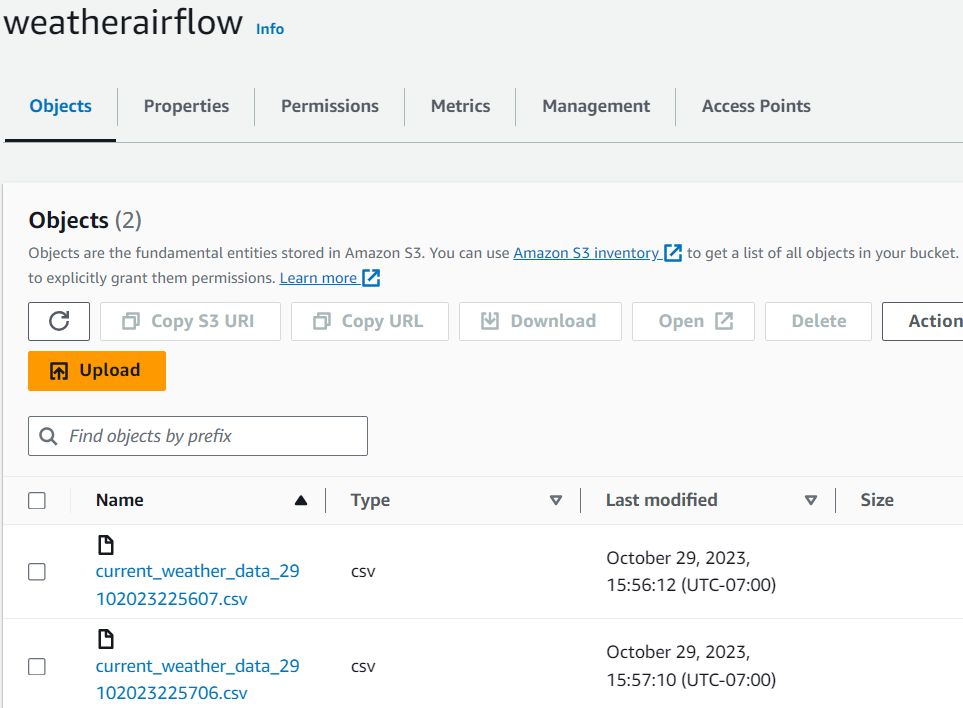 weatherairflow Info
Objects Properties Permissions Metrics Management Access Points
Objects (2)
Objects are the fundamental entities stored in Amazon S3. You can use Amazon S3 inventory to get a list of all objects in your bucket.
to explicitly grant them permissions. Learn more
Copy S3 URI Copy URL Download Open Delete Action
Upload
Find objects by prefix
Name Type Last modified Size
current_weather_data_29
102023225607.csv
csv
October 29, 2023,
15:56:12 (UTC-07:00)
current_weather_data_29
102023225706.csv
csv
October 29, 2023,
15:57:10 (UTC-07:00)